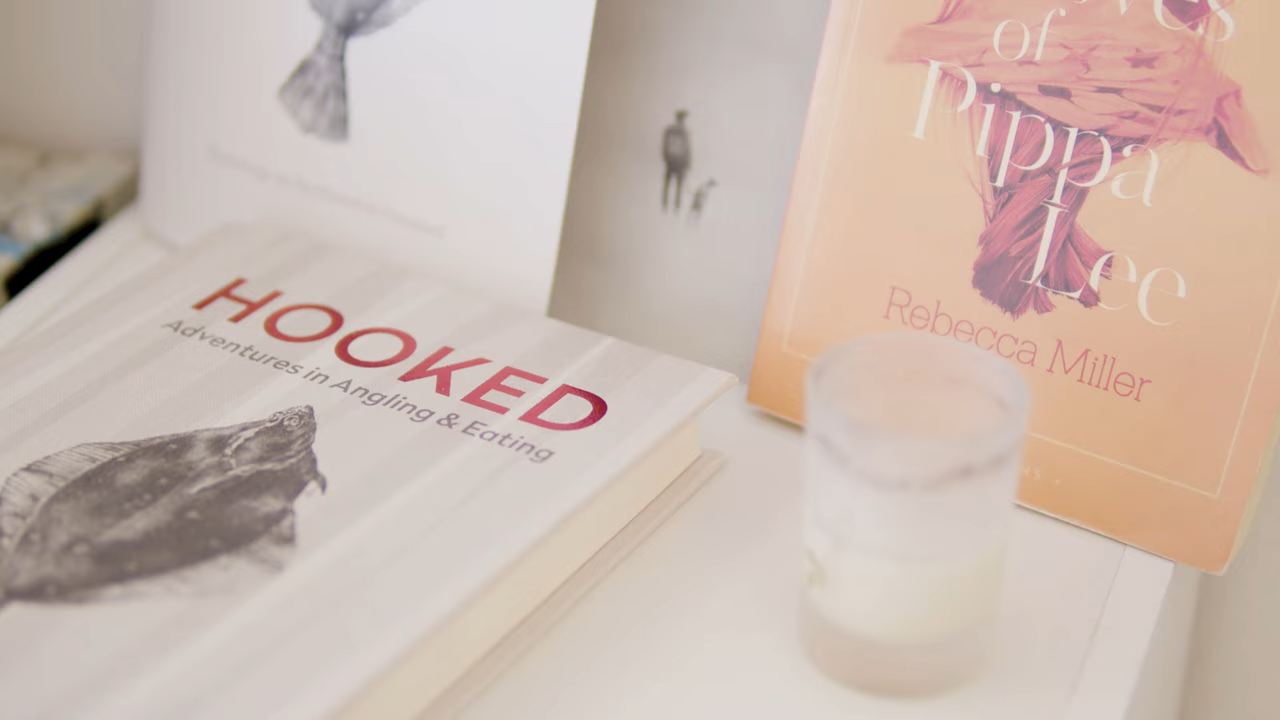 HOOKED
Adventures in Angling & Eating
of
Pippa
Lee
Rebecca Miller